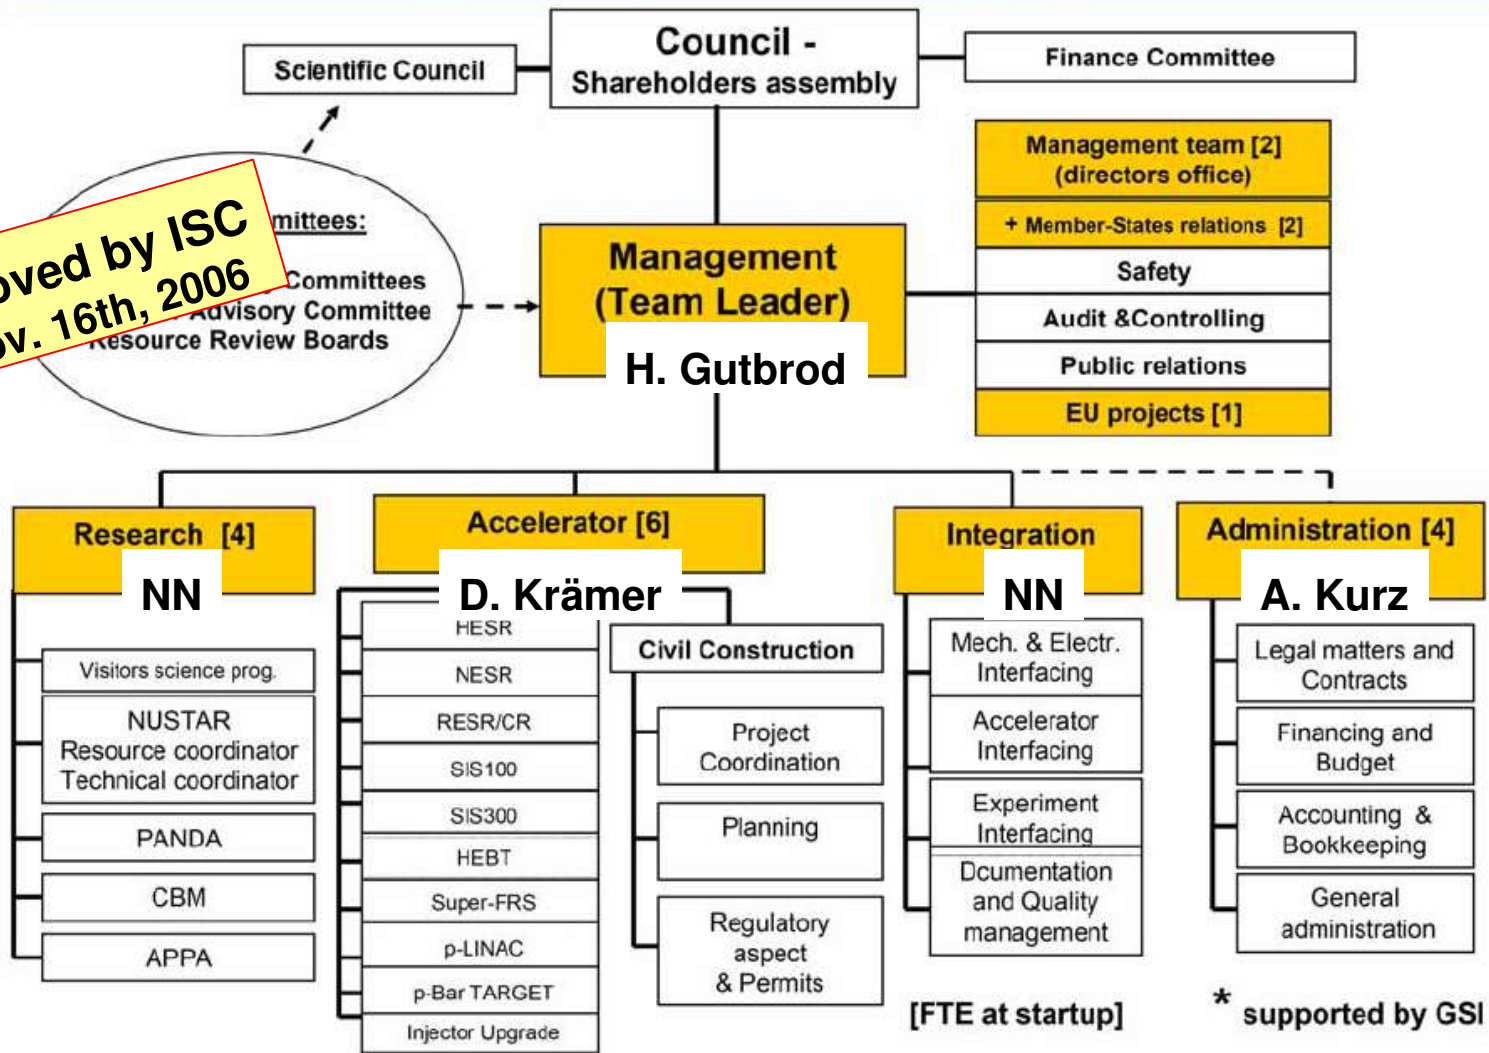 Council -
Shareholders assembly
Scientific Council
Finance Committee
Management team [2]
(directors office)
+ Member-States relations [2]
Safety
Audit &Controlling
Public relations
EU projects [1]
mittees:
Committees
Advisory Committee
Resource Review Boards
oved by ISC
ov. 16th, 2006
Management
(Team Leader)
H. Gutbrod
Research [4]
NN
Visitors science prog.
NUSTAR
Resource coordinator
Technical coordinator
PANDA
CBM
APPA
Accelerator [6]
D. Krämer
HESR
NESR
RESR/CR
SIS100
SIS300
HEBT
Super-FRS
p-LINAC
p-Bar TARGET
Injector Upgrade
Civil Construction
Project
Coordination
Planning
Regulatory
aspect
& Permits
Integration
NN
Mech. & Electr.
Interfacing
Accelerator
Interfacing
Experiment
Interfacing
Dcumentation
and Quality
management
Administration [4]
A. Kurz
Legal matters and
Contracts
Financing and
Budget
Accounting &
Bookkeeping
General
administration
[FTE at startup]
* supported by GSI